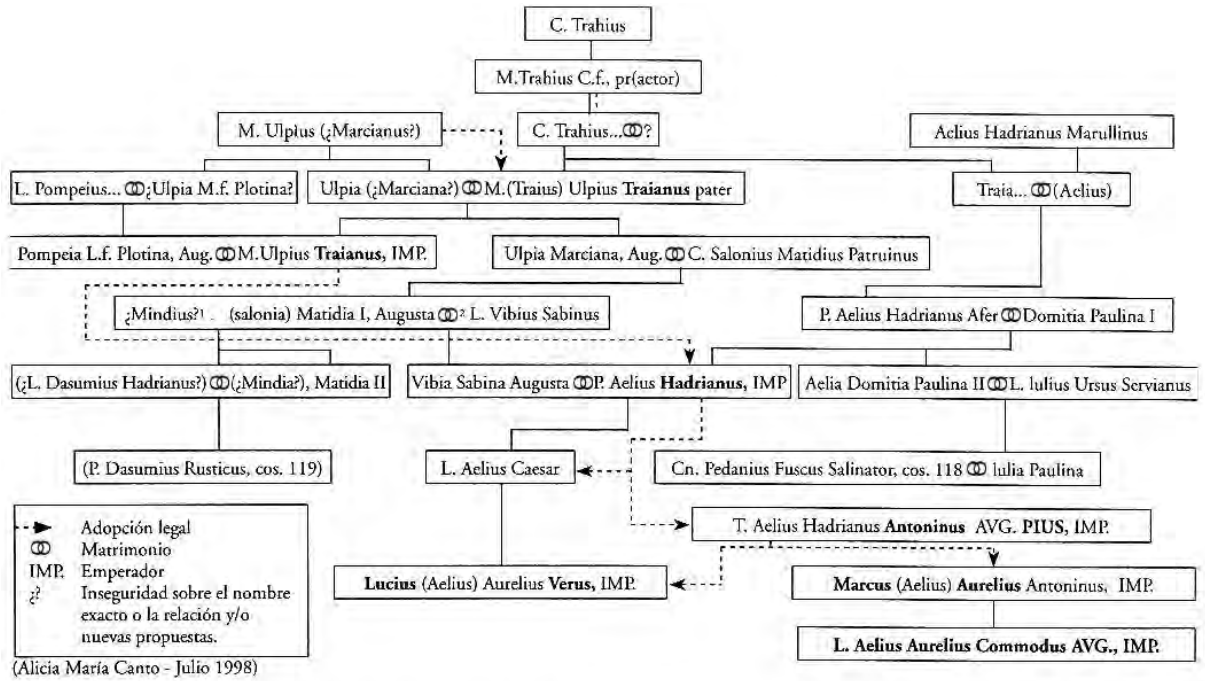 C. Trahius
M.Trahius C.f., pr(aetor)
M. Ulpius (¿Marcianus?)
C. Trahius...ↀ?
Aelius Hadrianus Marullinus
L. Pompeius... ↀ¿Ulpia M.f. Plotina?
Ulpia (¿Marciana?) ↀ M.(Traius) Ulpius Traianus pater
Traia... ↀ (Aelius)
Pompeia L.f. Plotina, Aug. ↀ M.Ulpius Traianus, IMP.
Ulpia Marciana, Aug. ↀ C. Salonius Matidius Patruinus
¿Mindius?¹ . (salonia) Matidia I, Augusta ↀ² L. Vibius Sabinus
P. Aelius Hadrianus Afer ↀ Domitia Paulina I
(¿L. Dasumius Hadrianus?) ↀ (¿Mindia?), Matidia II
Vibia Sabina Augusta ↀ P. Aelius Hadrianus, IMP
Aelia Domitia Paulina II ↀ L. Iulius Ursus Servianus
(P. Dasumius Rusticus, cos. 119)
L. Aelius Caesar
Cn. Pedanius Fuscus Salinator, cos. 118 ↀ Iulia Paulina
T. Aelius Hadrianus Antoninus AVG. PIUS, IMP.
Lucius (Aelius) Aurelius Verus, IMP.
Marcus (Aelius) Aurelius Antoninus, IMP.
L. Aelius Aurelius Commodus AVG., IMP.
Adopción legal
ↀ Matrimonio
IMP. Emperador
¿? Inseguridad sobre el nombre
exacto o la relación y/o
nuevas propuestas.
(Alicia María Canto - Julio 1998)